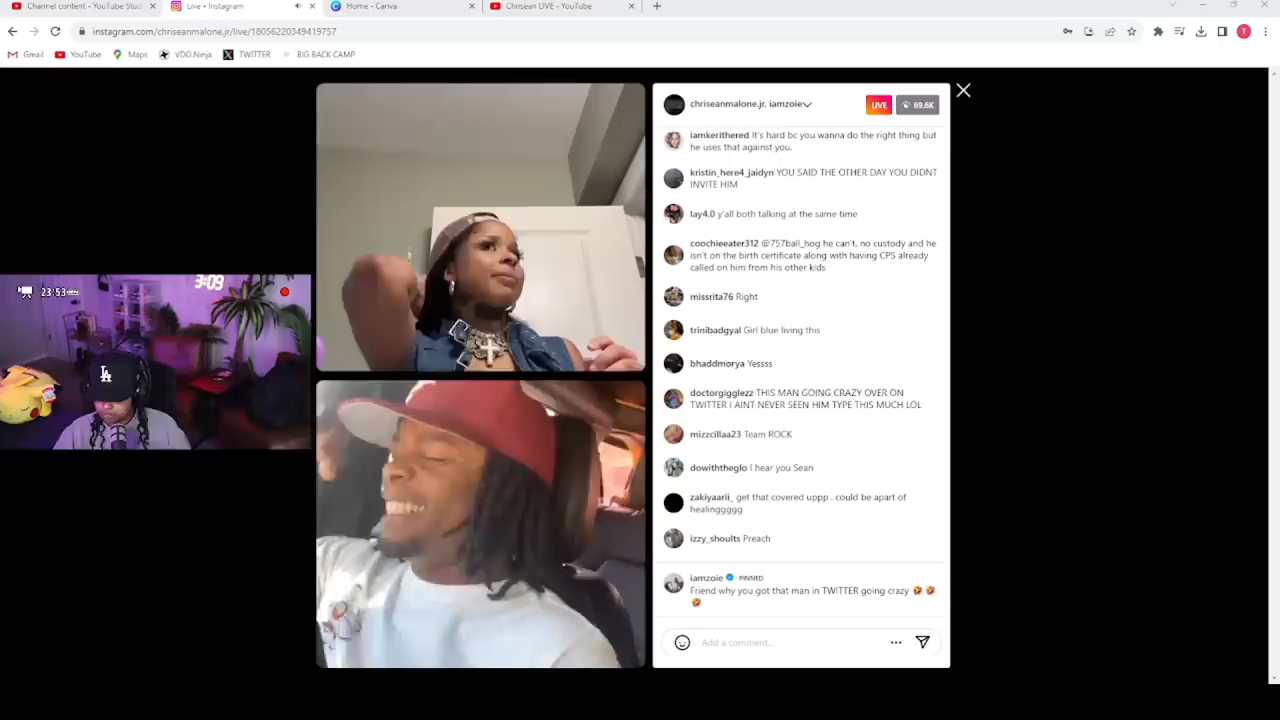 Channel content - YouTube Studi
Live • Instagram
Home - Canva
Chrisean LIVE - YouTube
instagram.com/chriseanmalone.jr/live/18056220349419757
Gmail
YouTube
Maps
VDO.Ninja
TWITTER
BIG BACK CAMP
chriseanmalone.jr, iamzoie
LIVE
69.6K
iamkerithered It's hard bc you wanna do the right thing but
he uses that against you.
kristin_here4_jaidyn YOU SAID THE OTHER DAY YOU DIDNT
INVITE HIM
lay4.0 y'all both talking at the same time
coochieeater312 @757ball_hog he can't, no custody and he
isn't on the birth certificate along with having CPS already
called on him from his other kids
missrita76 Right
trinibadgyal Girl blue living this
bhaddmorya Yessss
doctorgigglezz THIS MAN GOING CRAZY OVER ON
TWITTER I AINT NEVER SEEN HIM TYPE THIS MUCH LOL
mizzcillaa23 Team ROCK
dowiththeglo I hear you Sean
zakiyaarii_ get that covered uppp . could be apart of
healinggggg
izzy_shoults Preach
iamzoie · PINNED
Friend why you got that man in TWITTER going crazy 🤣 🤣
🤣
Add a comment...
23:53
3:09
LA
T